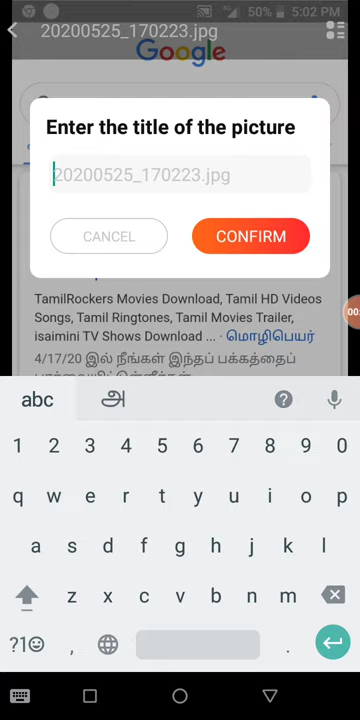 50% 5:02 PM
20200525_170223.jpg
Google
Enter the title of the picture
20200525_170223.jpg
CANCEL CONFIRM
TamilRockers Movies Download, Tamil HD Videos
Songs, Tamil Ringtones, Tamil Movies Trailer,
isaimini TV Shows Download ... · மொழிபெயர்
4/17/20 இல் நீங்கள் இந்தப் பக்கத்தைப்
00:
abc அ
1 2 3 4 5 6 7 8 9 0
q w e r t y u i o p
a s d f g h j k l
z x c v b n m
?1☺ , .